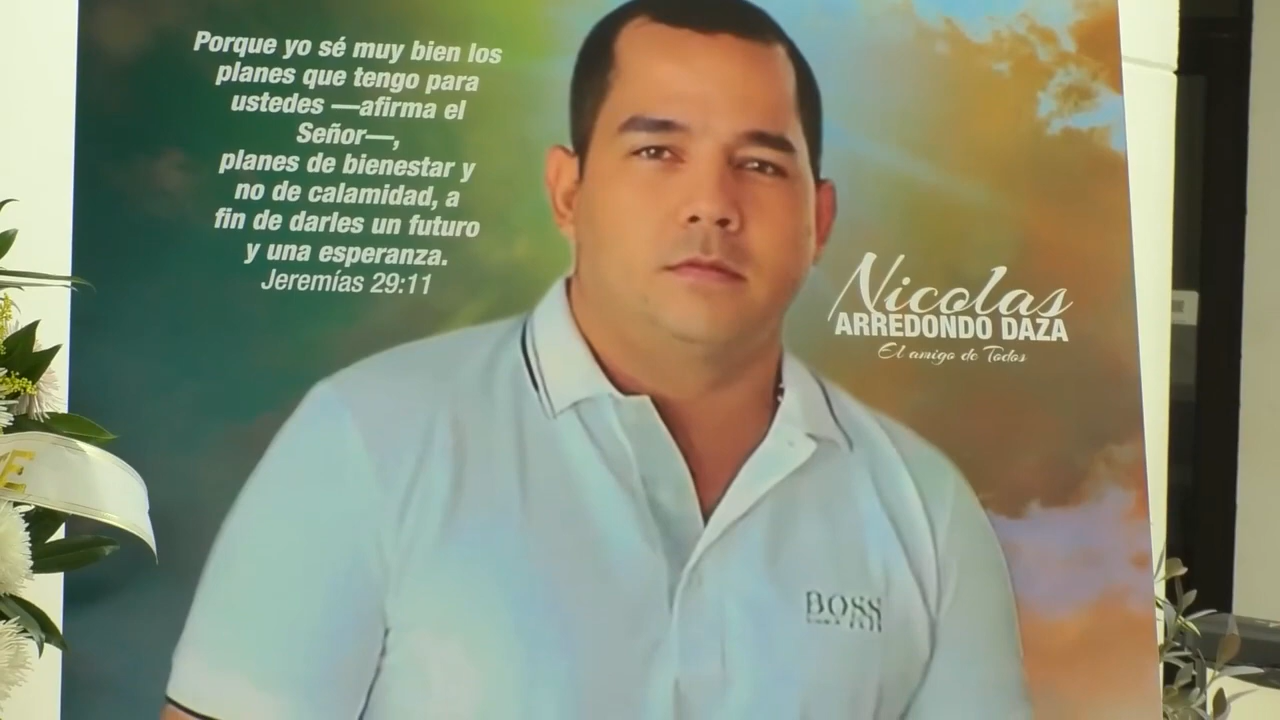 Porque yo sé muy bien los
planes que tengo para
ustedes —afirma el
Señor—,
planes de bienestar y
no de calamidad, a
fin de darles un futuro
y una esperanza.
Jeremías 29:11
Nicolas
ARREDONDO DAZA
El amigo de Todos
BOSS
E